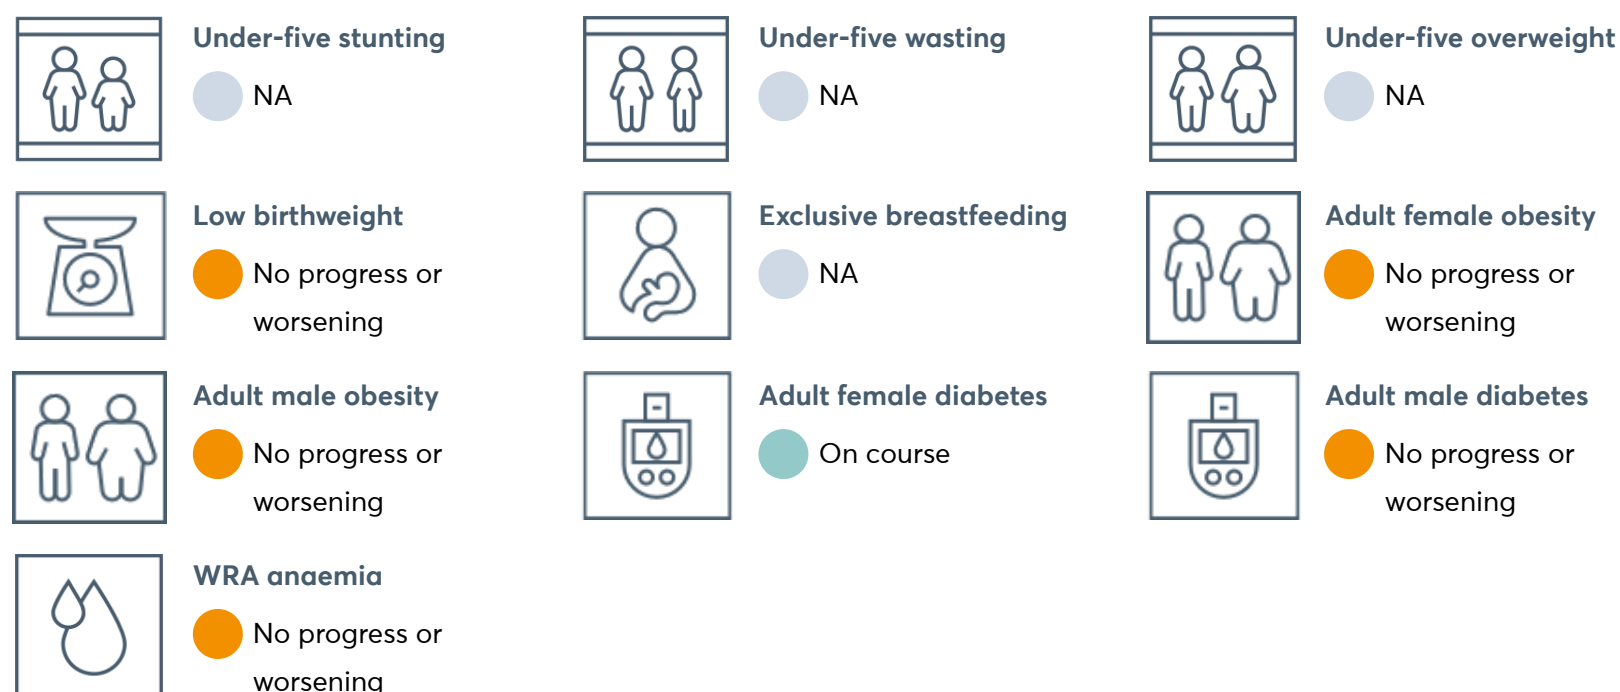 Under-five stunting
NA
Under-five wasting
NA
Under-five overweight
NA
Low birthweight
No progress or
worsening
Exclusive breastfeeding
NA
Adult female obesity
No progress or
worsening
Adult male obesity
No progress or
worsening
Adult female diabetes
On course
Adult male diabetes
No progress or
worsening
WRA anaemia
No progress or
worsening